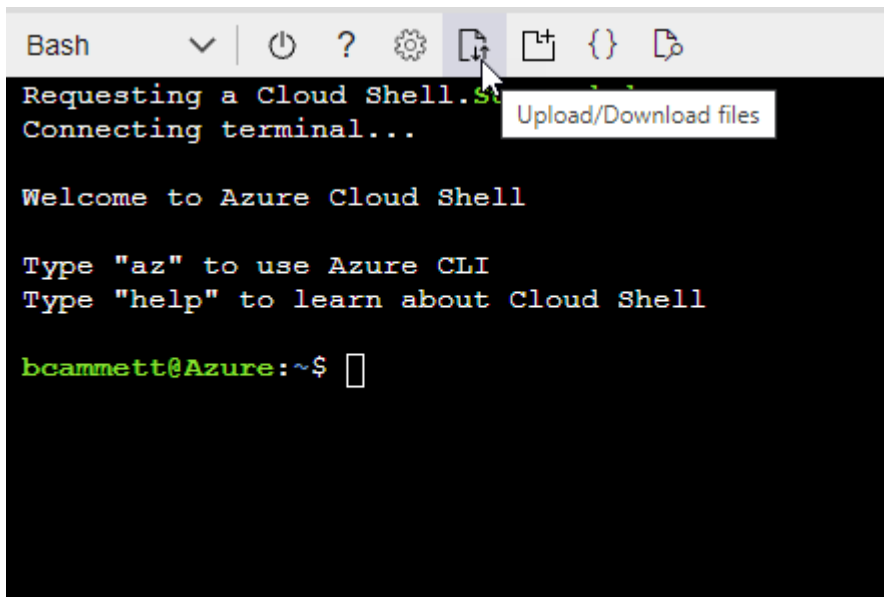 Bash
?
{}
Requesting a Cloud Shell.
Upload/Download files
Connecting terminal...
Welcome to Azure Cloud Shell
Type "az" to use Azure CLI
Type "help" to learn about Cloud Shell
bcammett@Azure:~$